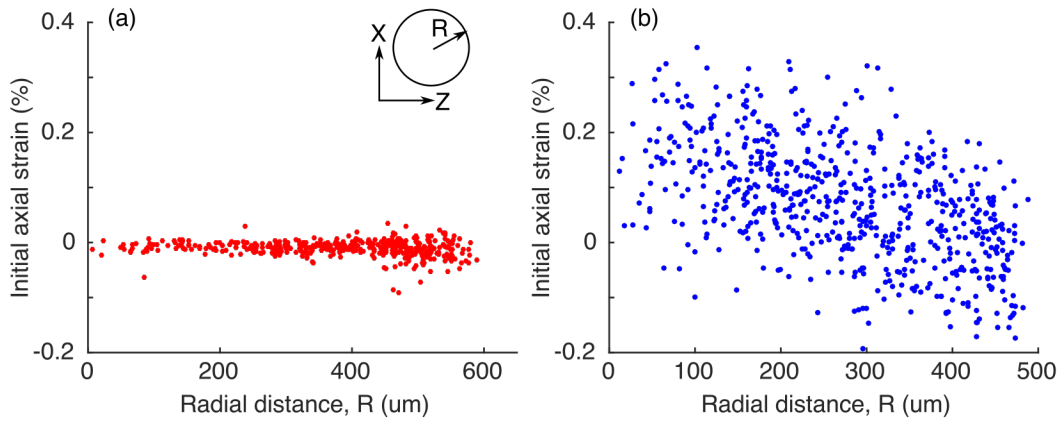 (a)
Initial axial strain (%)
0.4
0.2
0
-0.2
X
R
Z
0
200
400
600
Radial distance, R (um)
(b)
Initial axial strain (%)
0.4
0.2
0
-0.2
0
100
200
300
400
500
Radial distance, R (um)